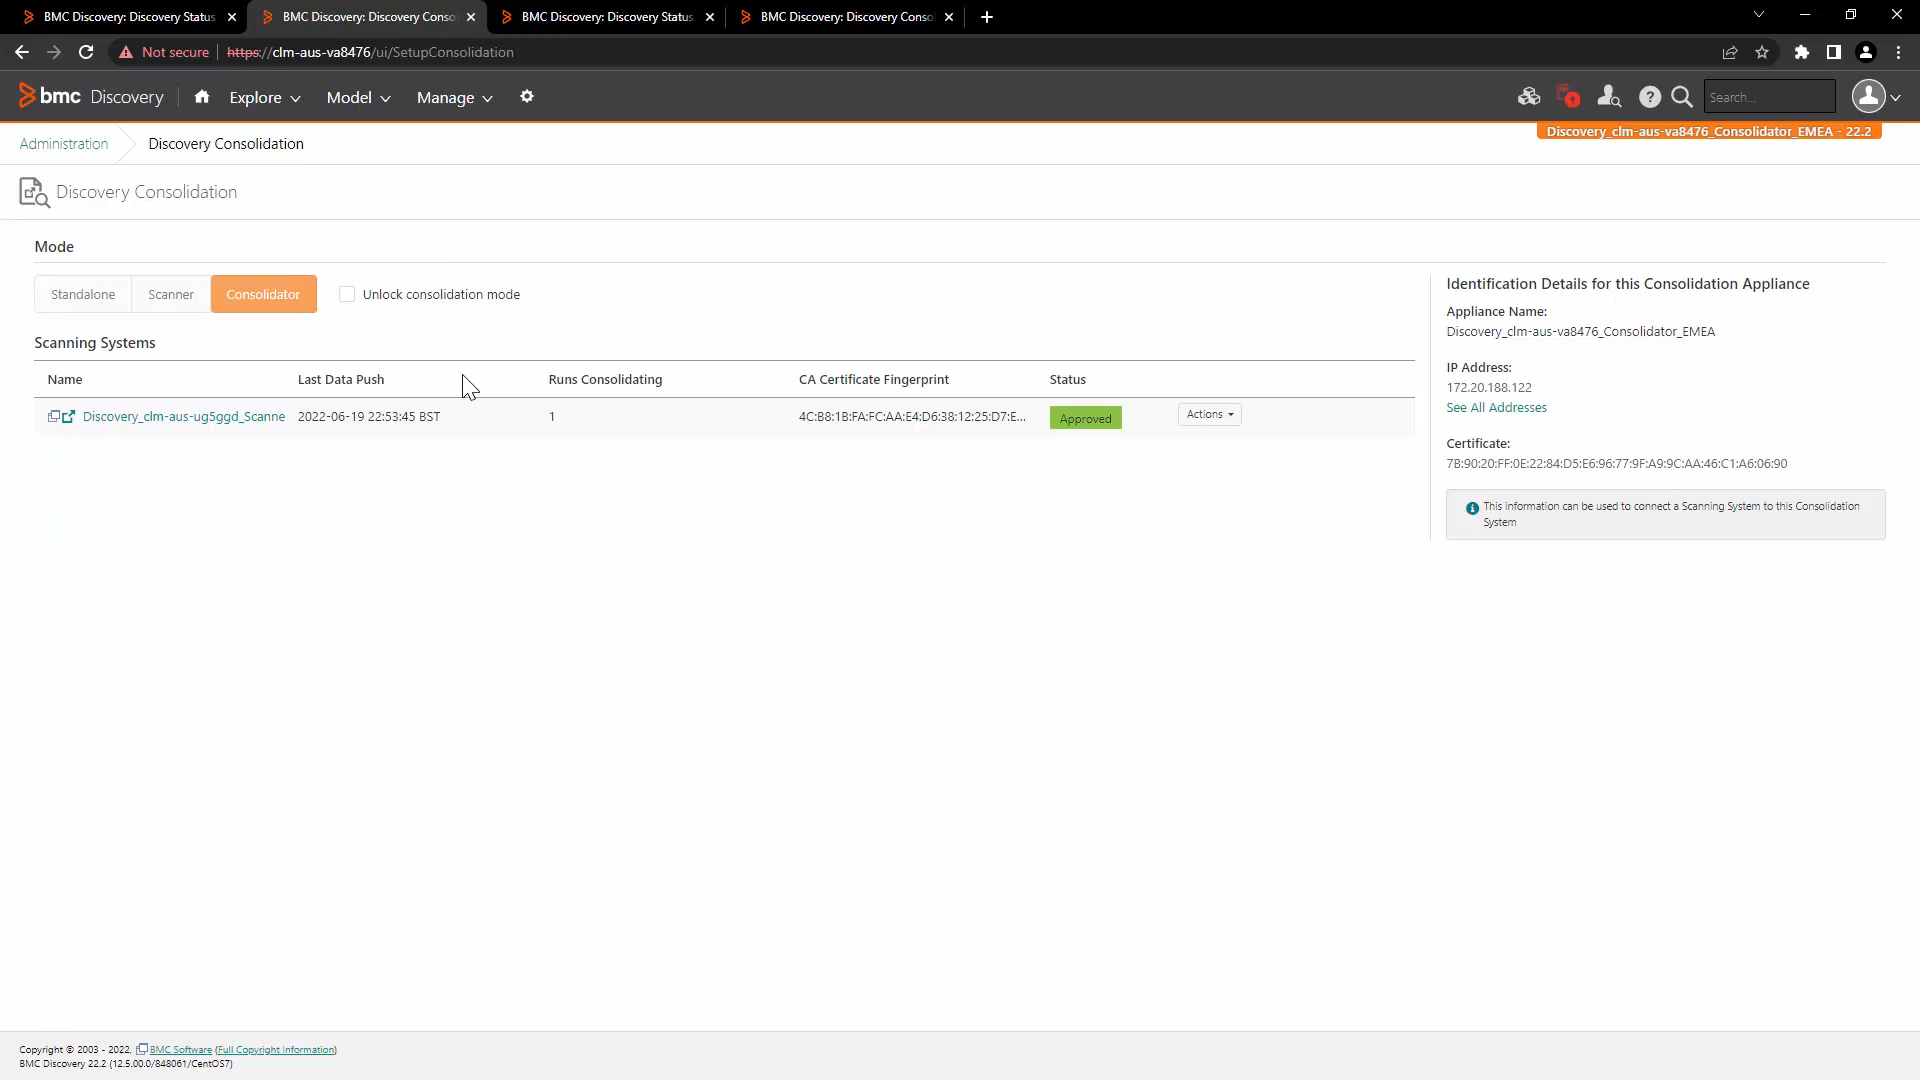 BMC Discovery: Discovery Status
BMC Discovery: Discovery Conso
BMC Discovery: Discovery Status
BMC Discovery: Discovery Conso
Not secure
https://clm-aus-va8476/ui/SetupConsolidation
bmc Discovery
Explore
Model
Manage
Search...
Administration
Discovery Consolidation
Discovery_clm-aus-va8476_Consolidator_EMEA - 22.2
Discovery Consolidation
Mode
Standalone
Scanner
Consolidator
Unlock consolidation mode
Scanning Systems
Name
Last Data Push
Runs Consolidating
CA Certificate Fingerprint
Status
Discovery_clm-aus-ug5ggd_Scanne
2022-06-19 22:53:45 BST
1
4C:B8:1B:FA:FC:AA:E4:D6:38:12:25:D7:E...
Approved
Actions
Identification Details for this Consolidation Appliance
Appliance Name:
Discovery_clm-aus-va8476_Consolidator_EMEA
IP Address:
172.20.188.122
See All Addresses
Certificate:
7B:90:20:FF:0E:22:84:D5:E6:96:77:9F:A9:9C:AA:46:C1:A6:06:90
This information can be used to connect a Scanning System to this Consolidation
System
Copyright © 2003 - 2022, BMC Software (Full Copyright Information)
BMC Discovery 22.2 (12.5.00.0/848061/CentOS7)